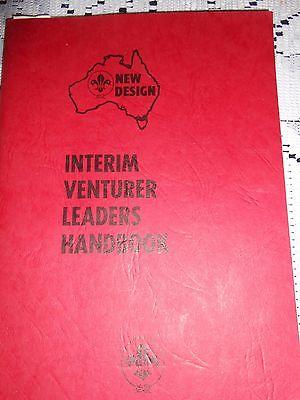 NEW
DESIGN
INTERIM
VENTURER
LEADERS
HANDBOOK